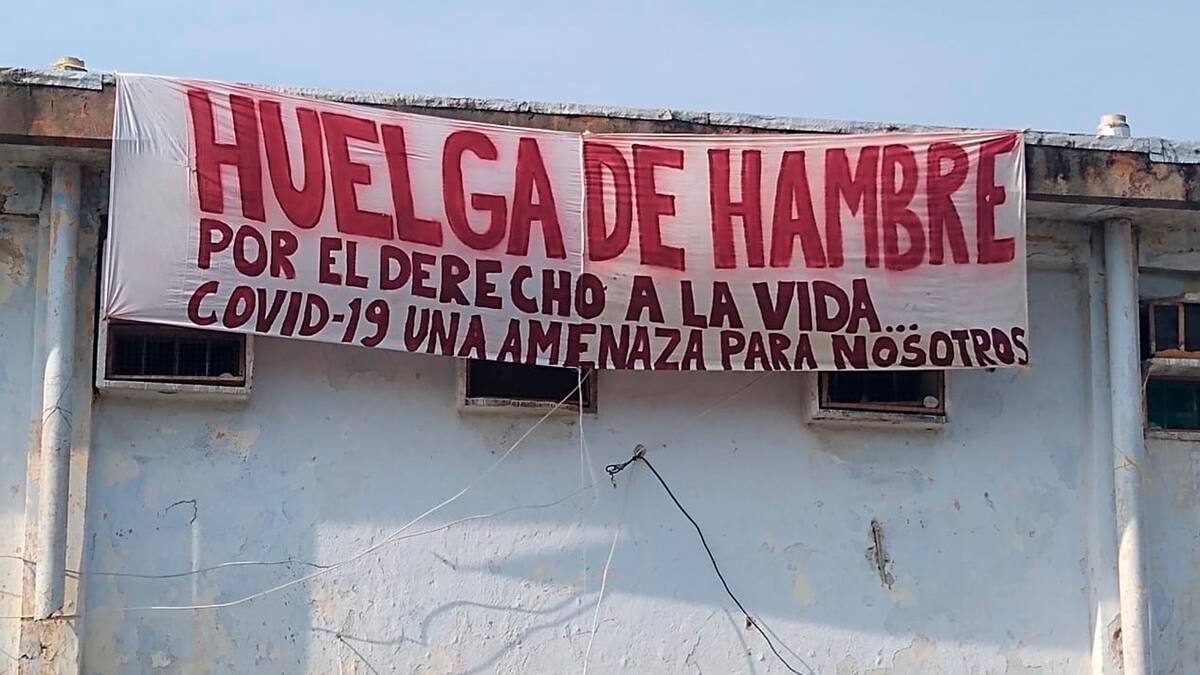 HUELGA DE HAMBRE
POR EL DERECHO A LA VIDA...
COVID-19 UNA AMENAZA PARA NOSOTROS